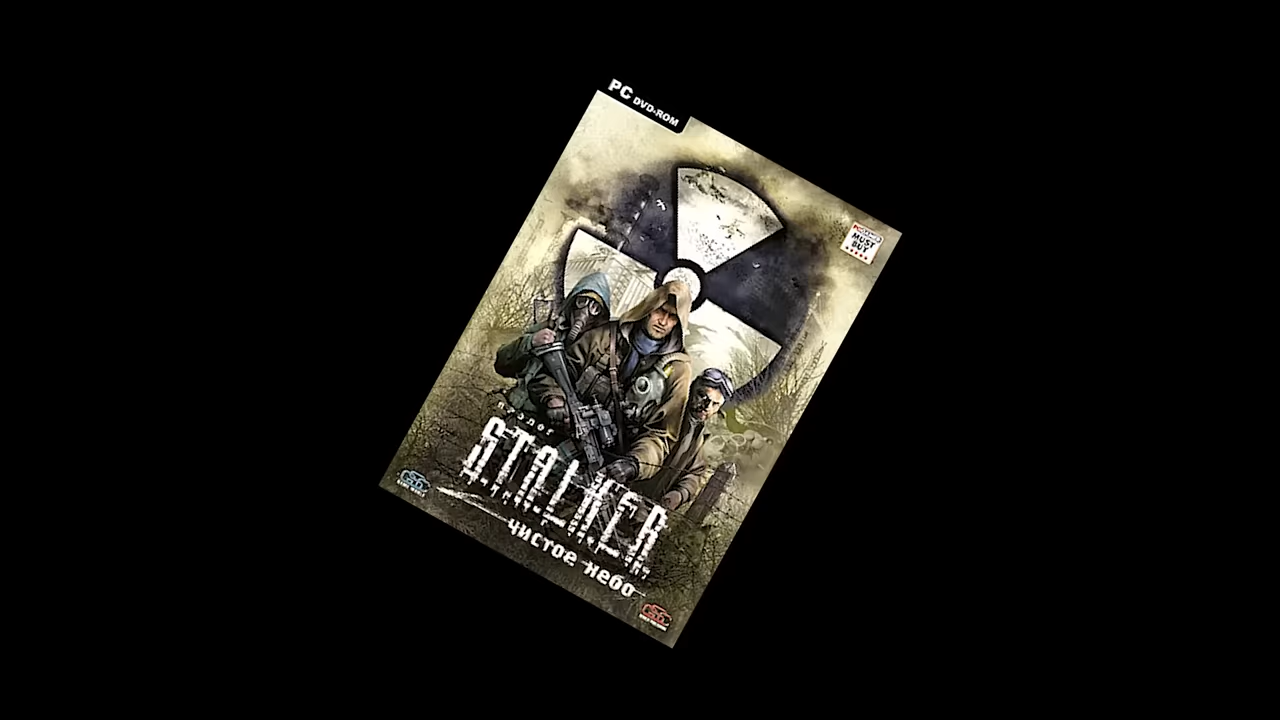 PC DVD-ROM
MUST
BUY
пролог
S.T.A.L.K.E.R
чистое небо